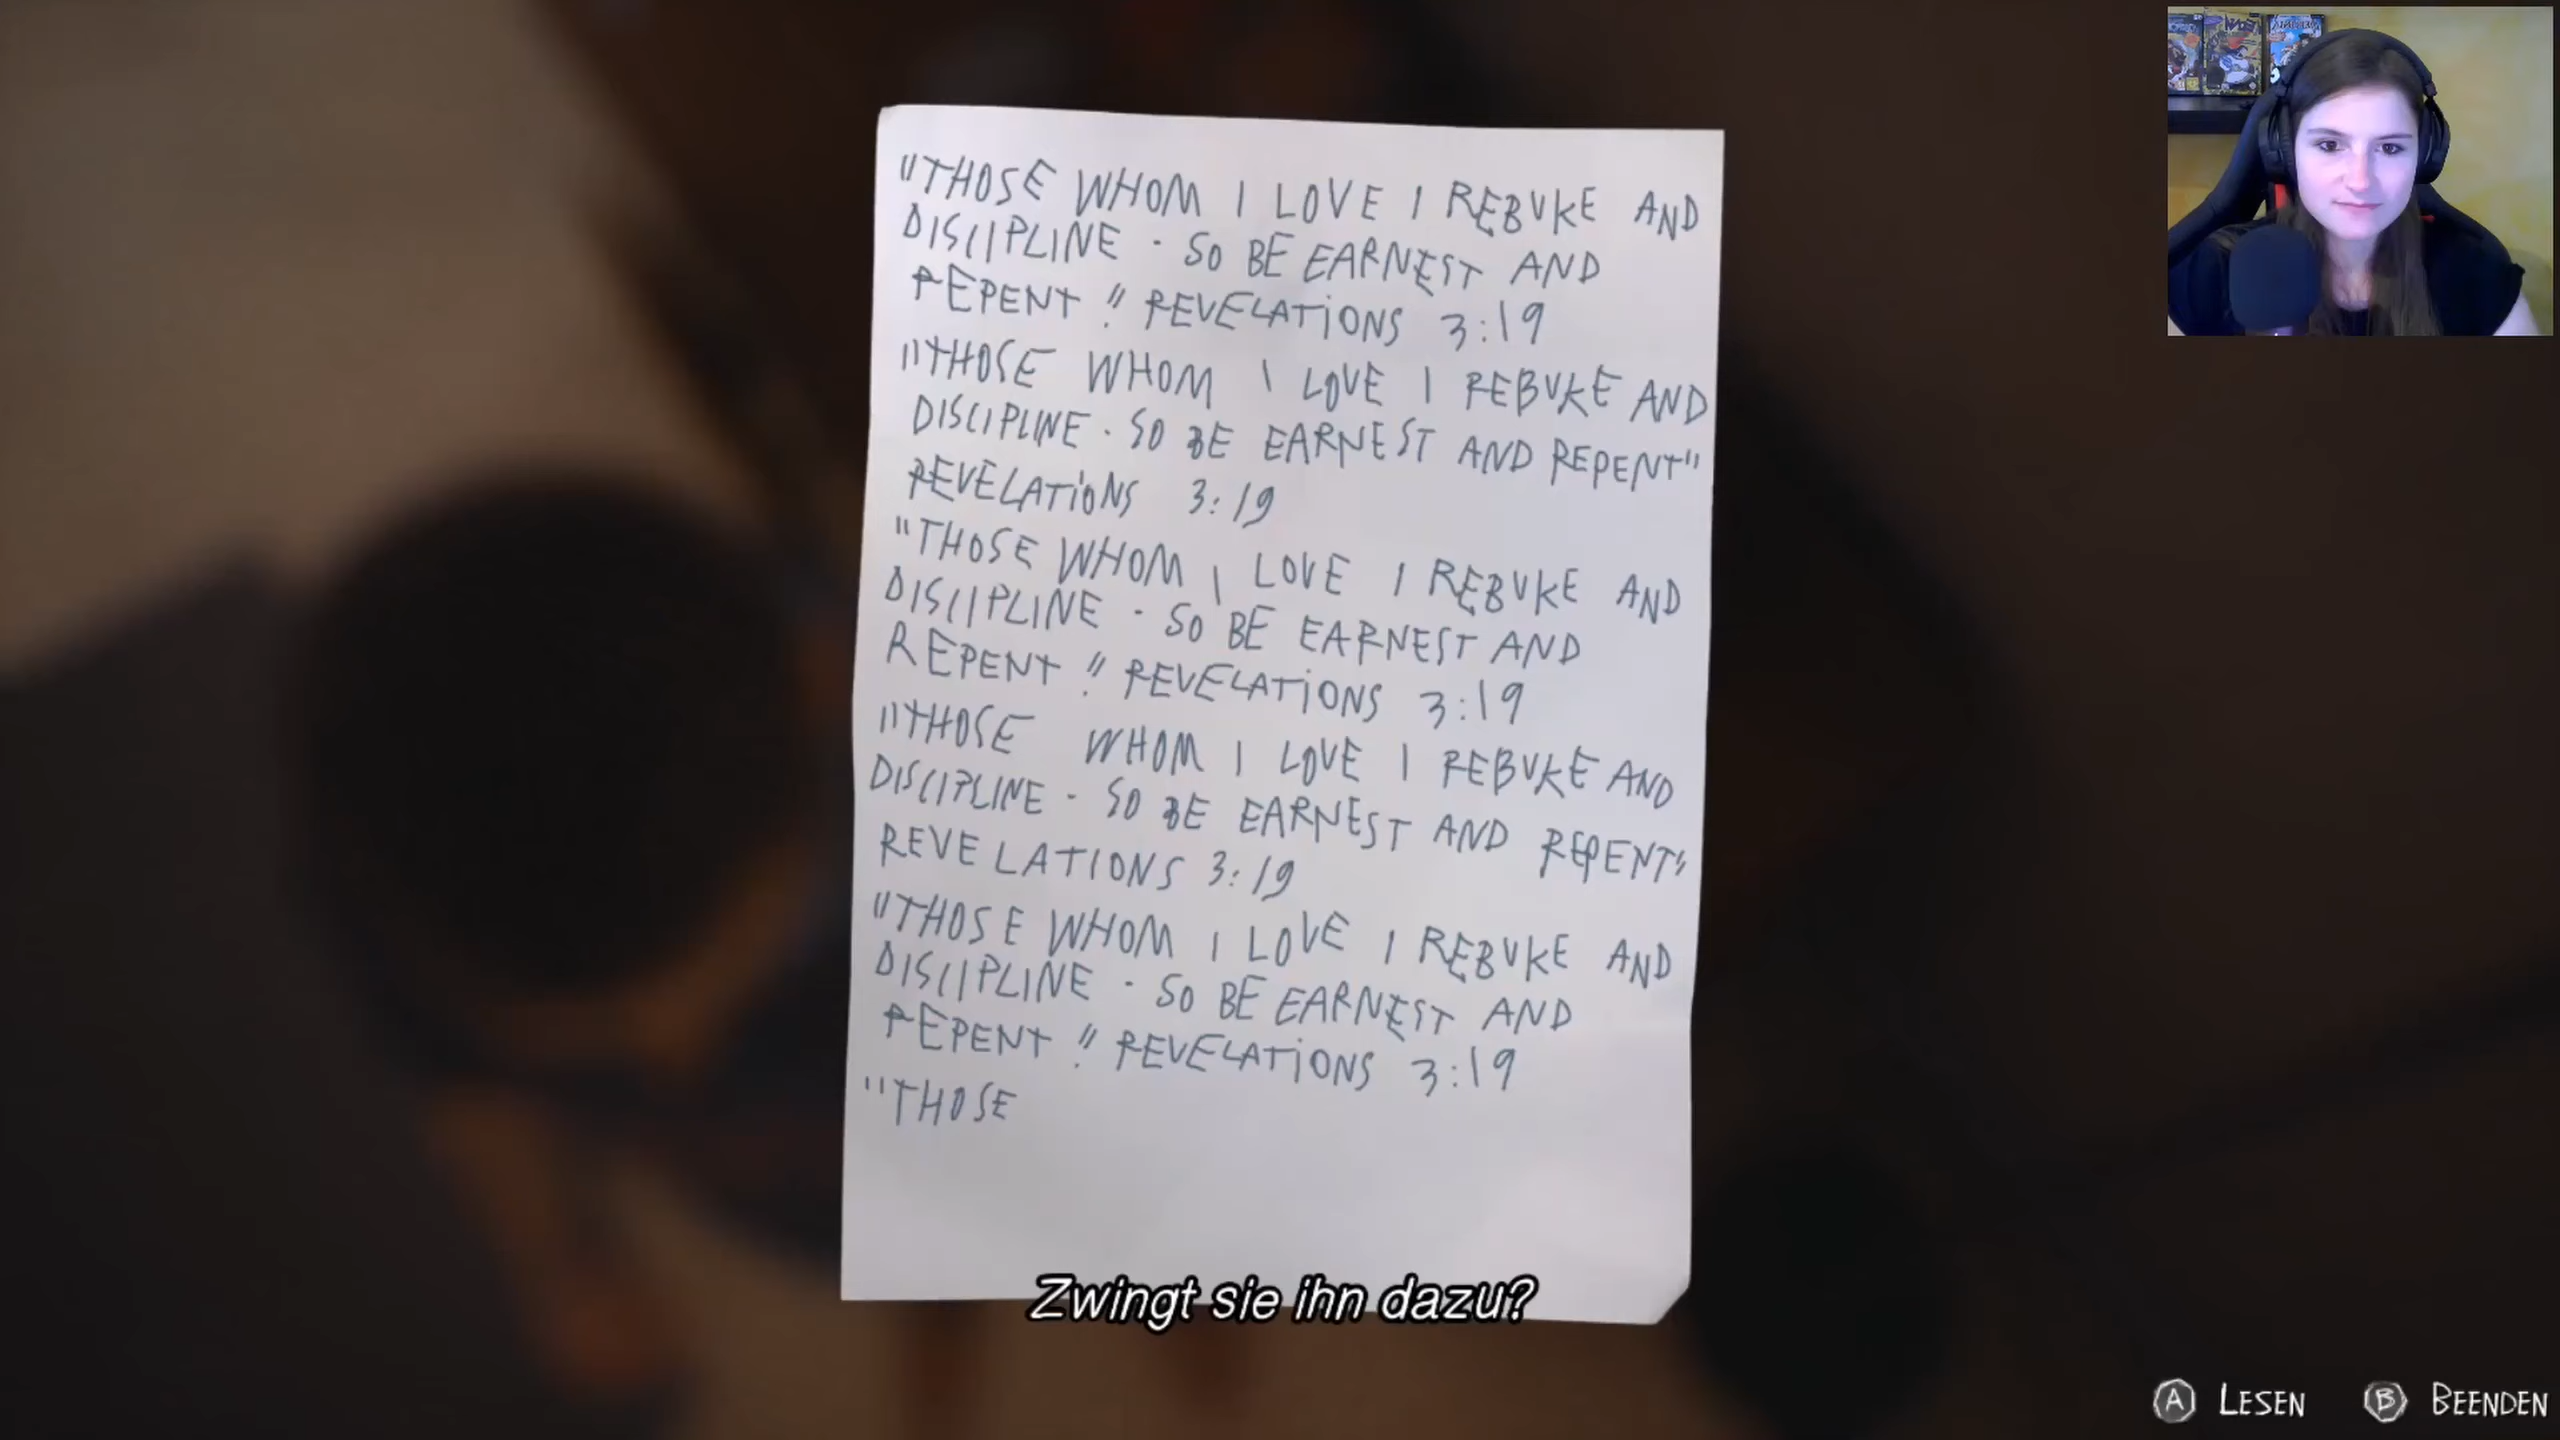 "THOSE WHOM I LOVE I REBUKE AND
DISCIPLINE - SO BE EARNEST AND
REPENT" REVELATIONS 3:19
"THOSE WHOM I LOVE I REBUKE AND
DISCIPLINE - SO BE EARNEST AND REPENT"
REVELATIONS 3:19
"THOSE WHOM I LOVE I REBUKE AND
DISCIPLINE - SO BE EARNEST AND
REPENT" REVELATIONS 3:19
"THOSE WHOM I LOVE I REBUKE AND
DISCIPLINE - SO BE EARNEST AND REPENT"
REVELATIONS 3:19
"THOSE WHOM I LOVE I REBUKE AND
DISCIPLINE - SO BE EARNEST AND
REPENT" REVELATIONS 3:19
"THOSE
Zwingt sie ihn dazu?
A LESEN B BEENDEN